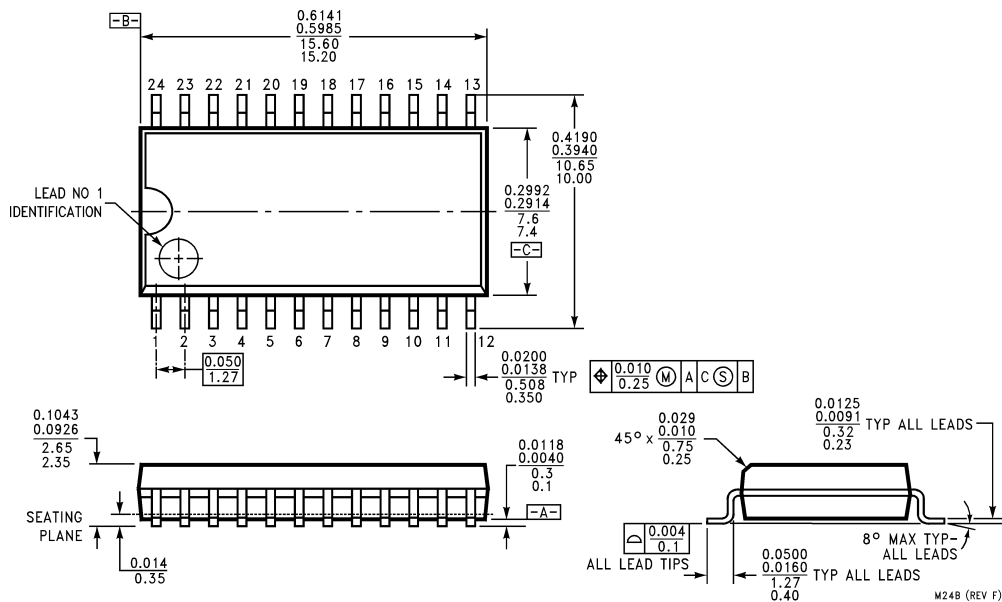 -B-
0.6141
0.5985
15.60
15.20
24 23 22 21 20 19 18 17 16 15 14 13
0.4190
0.3940
10.65
10.00
LEAD NO 1
IDENTIFICATION
0.2992
0.2914
7.6
7.4
-C-
1 2 3 4 5 6 7 8 9 10 11 12
0.050
1.27
0.0200
0.0138
0.508
0.350
TYP
0.010
0.25
M A C S B
0.1043
0.0926
2.65
2.35
0.0118
0.0040
0.3
0.1
-A-
SEATING
PLANE
0.014
0.35
45° x
0.029
0.010
0.75
0.25
0.0125
0.0091
0.32
0.23
TYP ALL LEADS
0.004
0.1
ALL LEAD TIPS
8° MAX TYP-
ALL LEADS
0.0500
0.0160
1.27
0.40
TYP ALL LEADS
M24B (REV F)